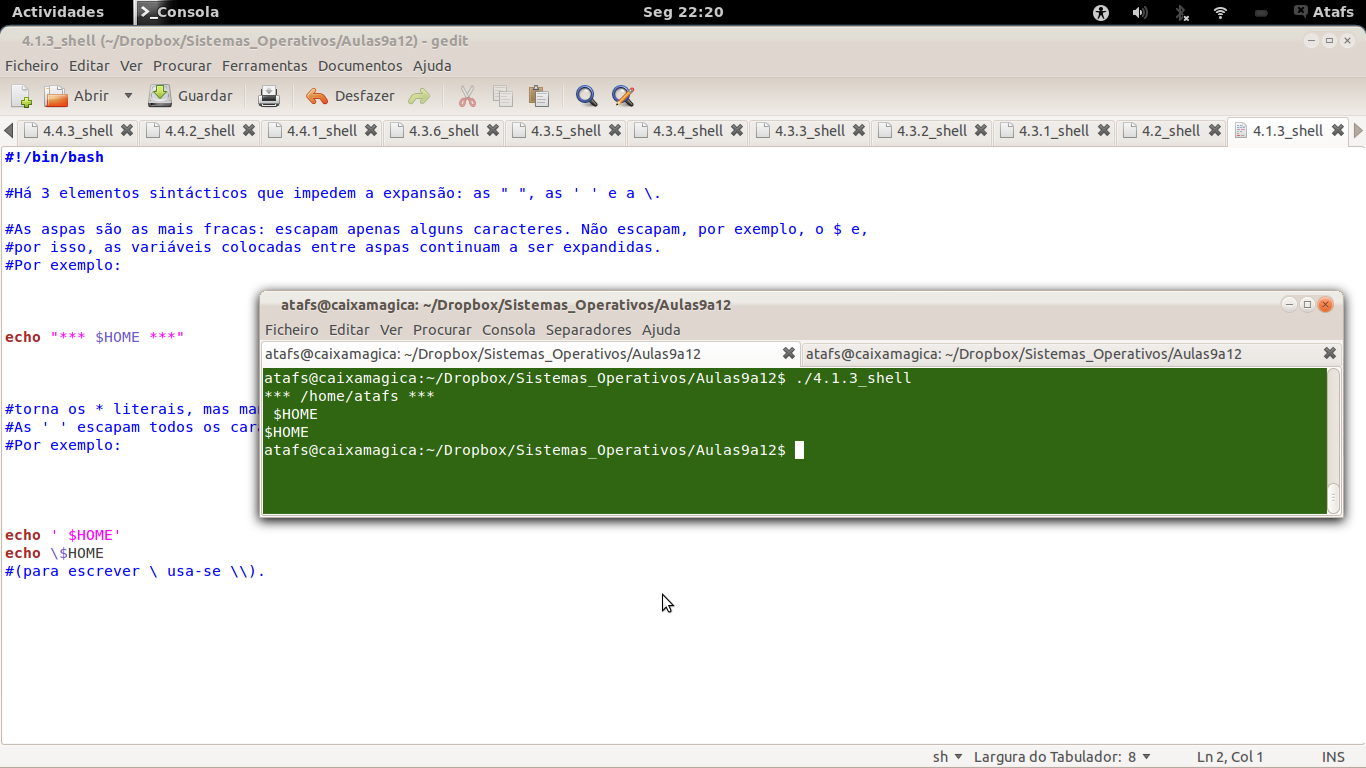 Actividades
Consola
Seg 22:20
Atafs
4.1.3_shell (~/Dropbox/Sistemas_Operativos/Aulas9a12) - gedit
Ficheiro Editar Ver Procurar Ferramentas Documentos Ajuda
Abrir Guardar Desfazer
4.4.3_shell 4.4.2_shell 4.4.1_shell 4.3.6_shell 4.3.5_shell 4.3.4_shell 4.3.3_shell 4.3.2_shell 4.3.1_shell 4.2_shell 4.1.3_shell
#!/bin/bash
#Há 3 elementos sintácticos que impedem a expansão: as " ", as ' ' e a \.
#As aspas são as mais fracas: escapam apenas alguns caracteres. Não escapam, por exemplo, o $ e,
#por isso, as variáveis colocadas entre aspas continuam a ser expandidas.
#Por exemplo:
echo "*** $HOME ***"
#torna os * literais, mas
#As ' ' escapam todos os
#Por exemplo:
echo ' $HOME'
echo \$HOME
#(para escrever \ usa-se \\).
atafs@caixamagica: ~/Dropbox/Sistemas_Operativos/Aulas9a12
Ficheiro Editar Ver Procurar Consola Separadores Ajuda
atafs@caixamagica: ~/Dropbox/Sistemas_Operativos/Aulas9a12
atafs@caixamagica: ~/Dropbox/Sistemas_Operativos/Aulas9a12
atafs@caixamagica:~/Dropbox/Sistemas_Operativos/Aulas9a12$ ./4.1.3_shell
*** /home/atafs ***
 $HOME
$HOME
atafs@caixamagica:~/Dropbox/Sistemas_Operativos/Aulas9a12$
sh Largura do Tabulador: 8 Ln 2, Col 1 INS